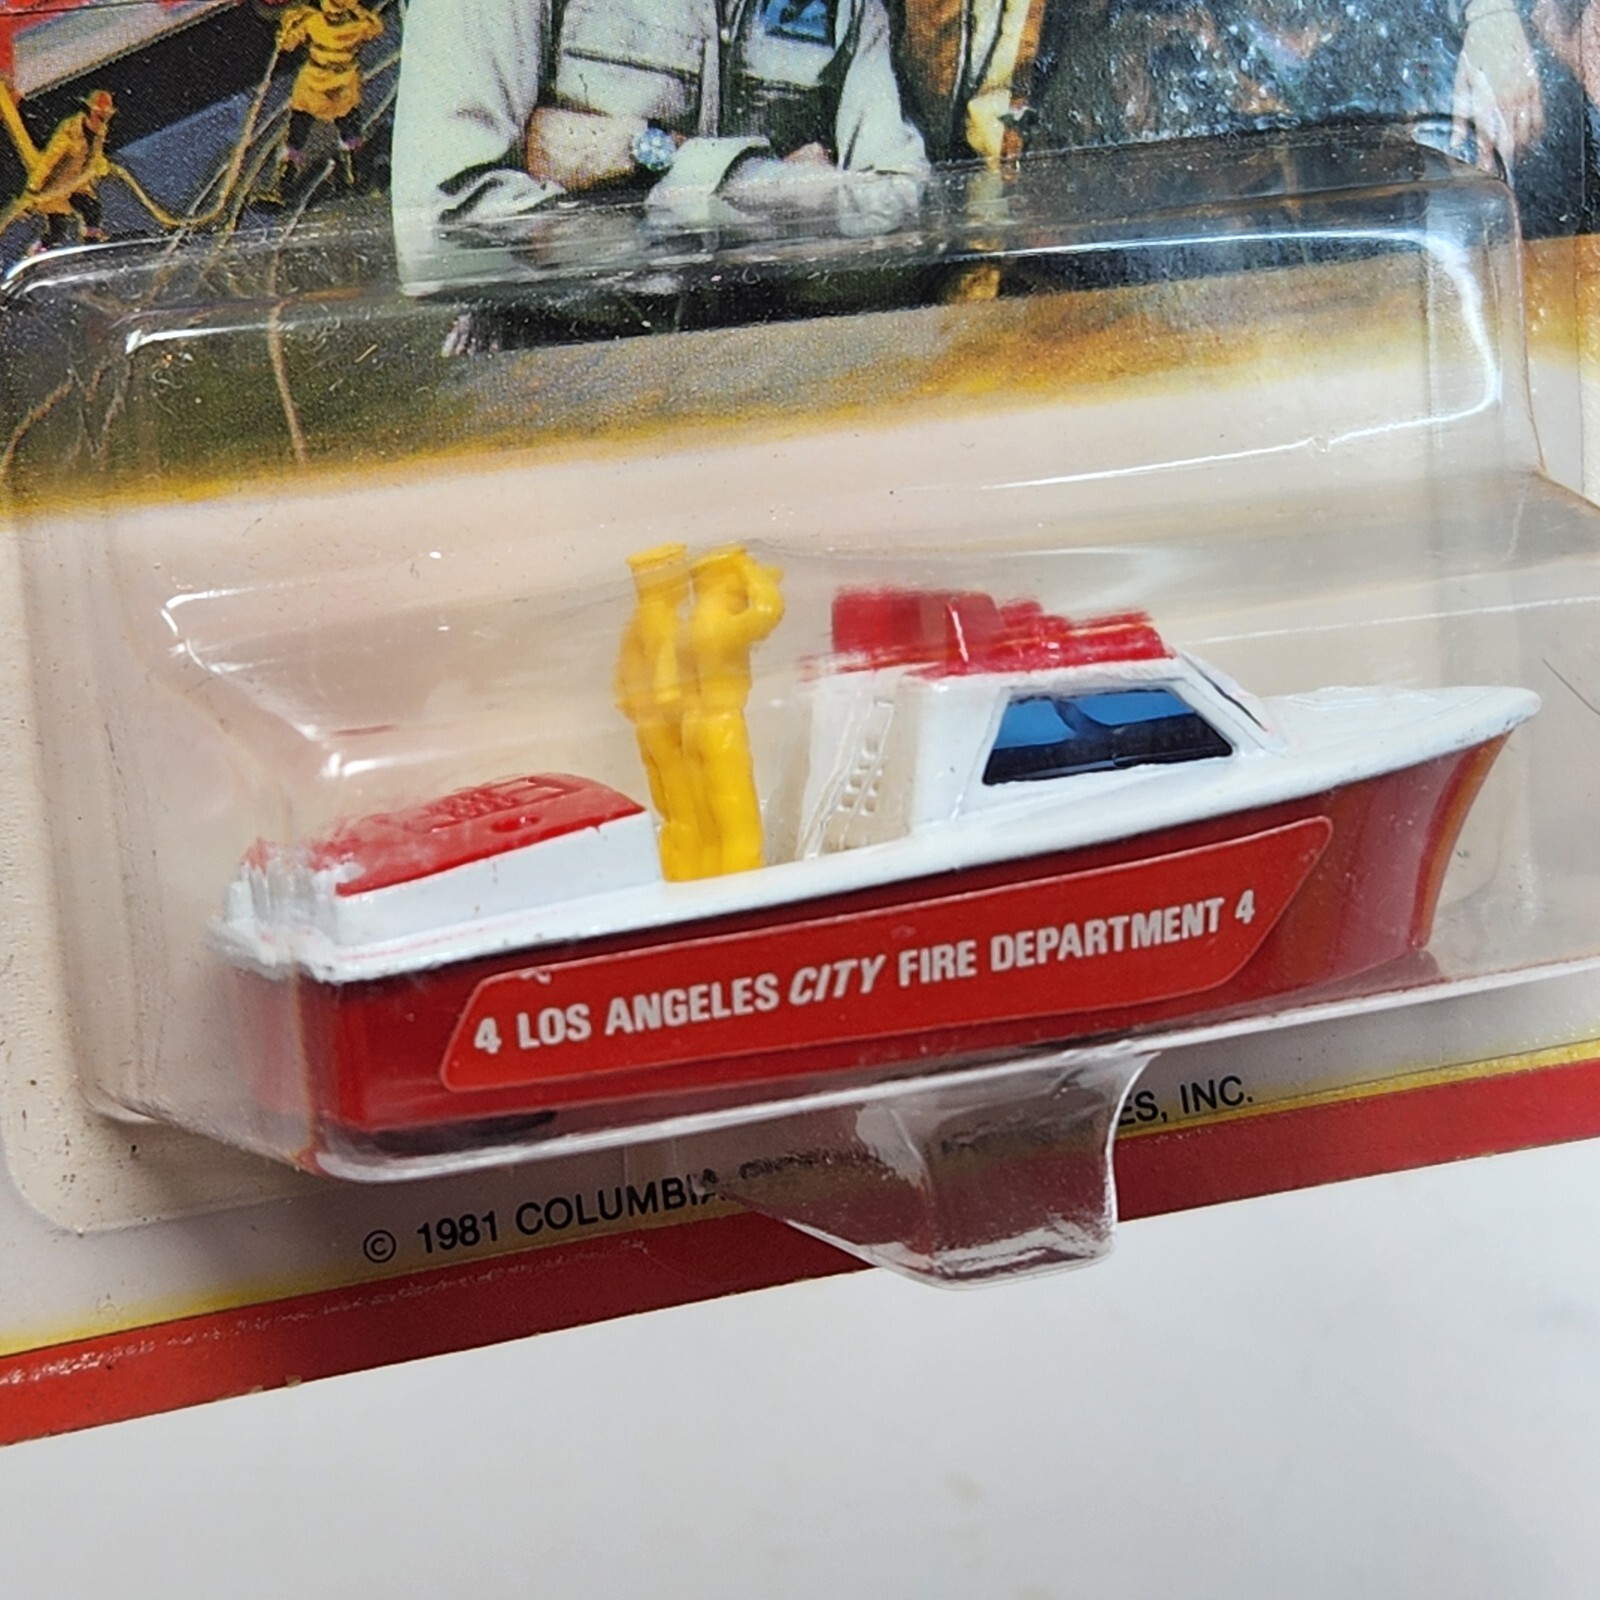 4 LOS ANGELES CITY FIRE DEPARTMENT 4
© 1981 COLUMBIA ES, INC.